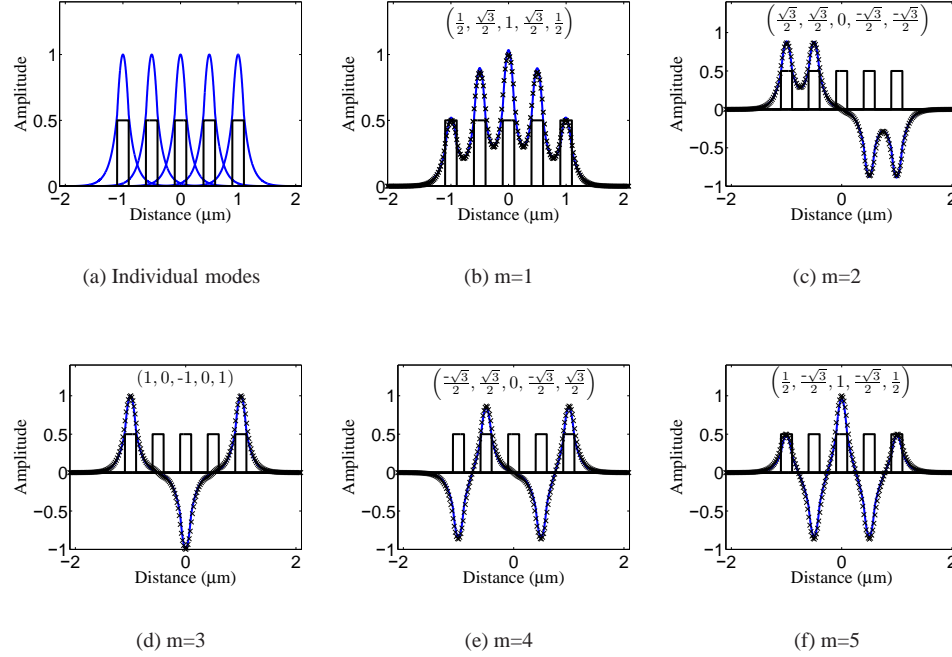 1
0.5
0
Amplitude
−2 −1 0 1 2
Distance (μm)
(a) Individual modes
(1/2, √3/2, 1, √3/2, 1/2)
1
0.5
0
Amplitude
−2 −1 0 1 2
Distance (μm)
(b) m=1
(√3/2, √3/2, 0, -√3/2, -√3/2)
1
0.5
0
−0.5
−1
Amplitude
−2 0 2
Distance (μm)
(c) m=2
(1, 0, -1, 0, 1)
1
0.5
0
−0.5
−1
Amplitude
−2 0 2
Distance (μm)
(d) m=3
(-√3/2, √3/2, 0, -√3/2, √3/2)
1
0.5
0
−0.5
−1
Amplitude
−2 0 2
Distance (μm)
(e) m=4
(1/2, -√3/2, 1, -√3/2, 1/2)
1
0.5
0
−0.5
−1
Amplitude
−2 0 2
Distance (μm)
(f) m=5